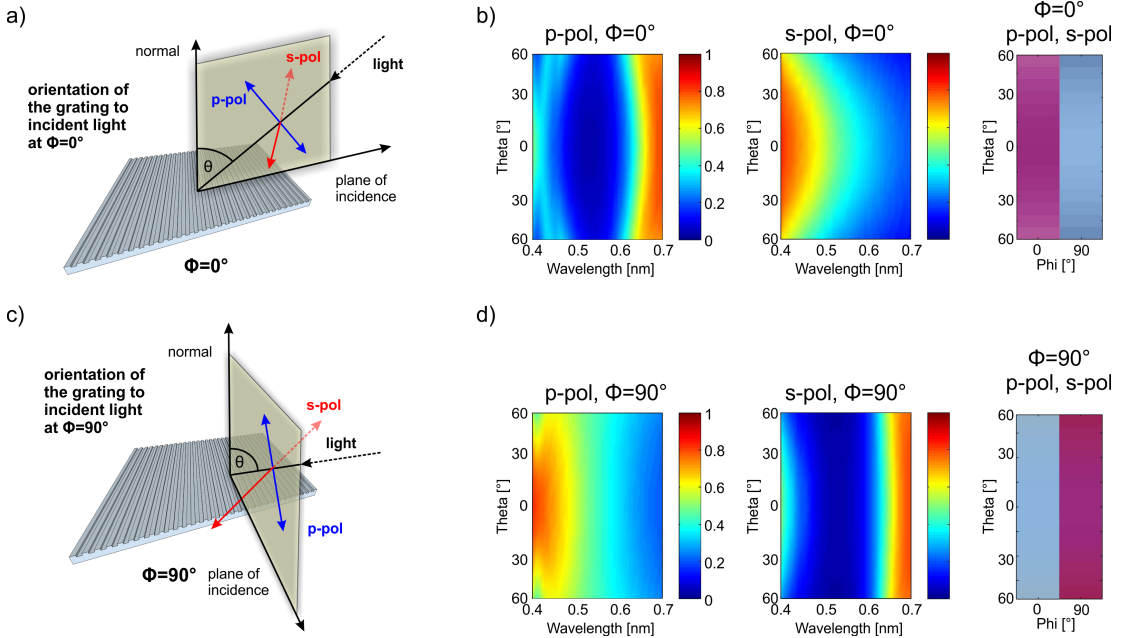 a)
normal
s-pol
light
p-pol
orientation of
the grating to
incident light
at Φ=0°
θ
plane of
incidence
Φ=0°
b)
p-pol, Φ=0°
60
30
0
30
60
Theta [°]
0.4 0.5 0.6 0.7
Wavelength [nm]
1
0.8
0.6
0.4
0.2
0
s-pol, Φ=0°
60
30
0
30
60
Theta [°]
0.4 0.5 0.6 0.7
Wavelength [nm]
Φ=0°
p-pol, s-pol
60
30
0
30
60
Theta [°]
0 90
Phi [°]
c)
normal
orientation of
the grating to
incident light
at Φ=90°
s-pol
light
θ
p-pol
Φ=90°
plane of
incidence
d)
p-pol, Φ=90°
60
30
0
30
60
Theta [°]
0.4 0.5 0.6 0.7
Wavelength [nm]
1
0.8
0.6
0.4
0.2
0
s-pol, Φ=90°
60
30
0
30
60
Theta [°]
0.4 0.5 0.6 0.7
Wavelength [nm]
Φ=90°
p-pol, s-pol
60
30
0
30
60
Theta [°]
0 90
Phi [°]